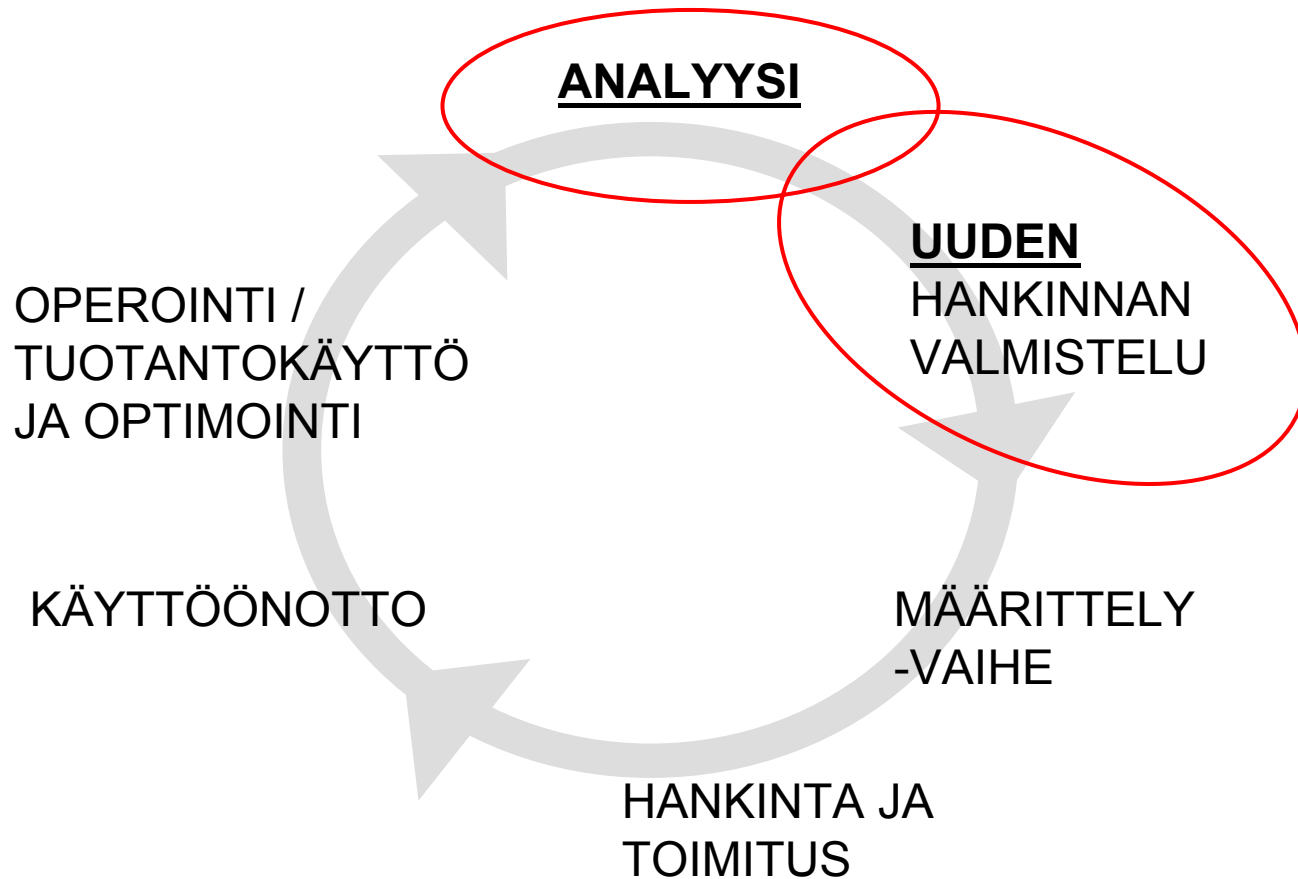 ANALYYSI
UUDEN
HANKINNAN
VALMISTELU
MÄÄRITTELY
-VAIHE
HANKINTA JA
TOIMITUS
KÄYTTÖÖNOTTO
OPEROINTI /
TUOTANTOKÄYTTÖ
JA OPTIMOINTI